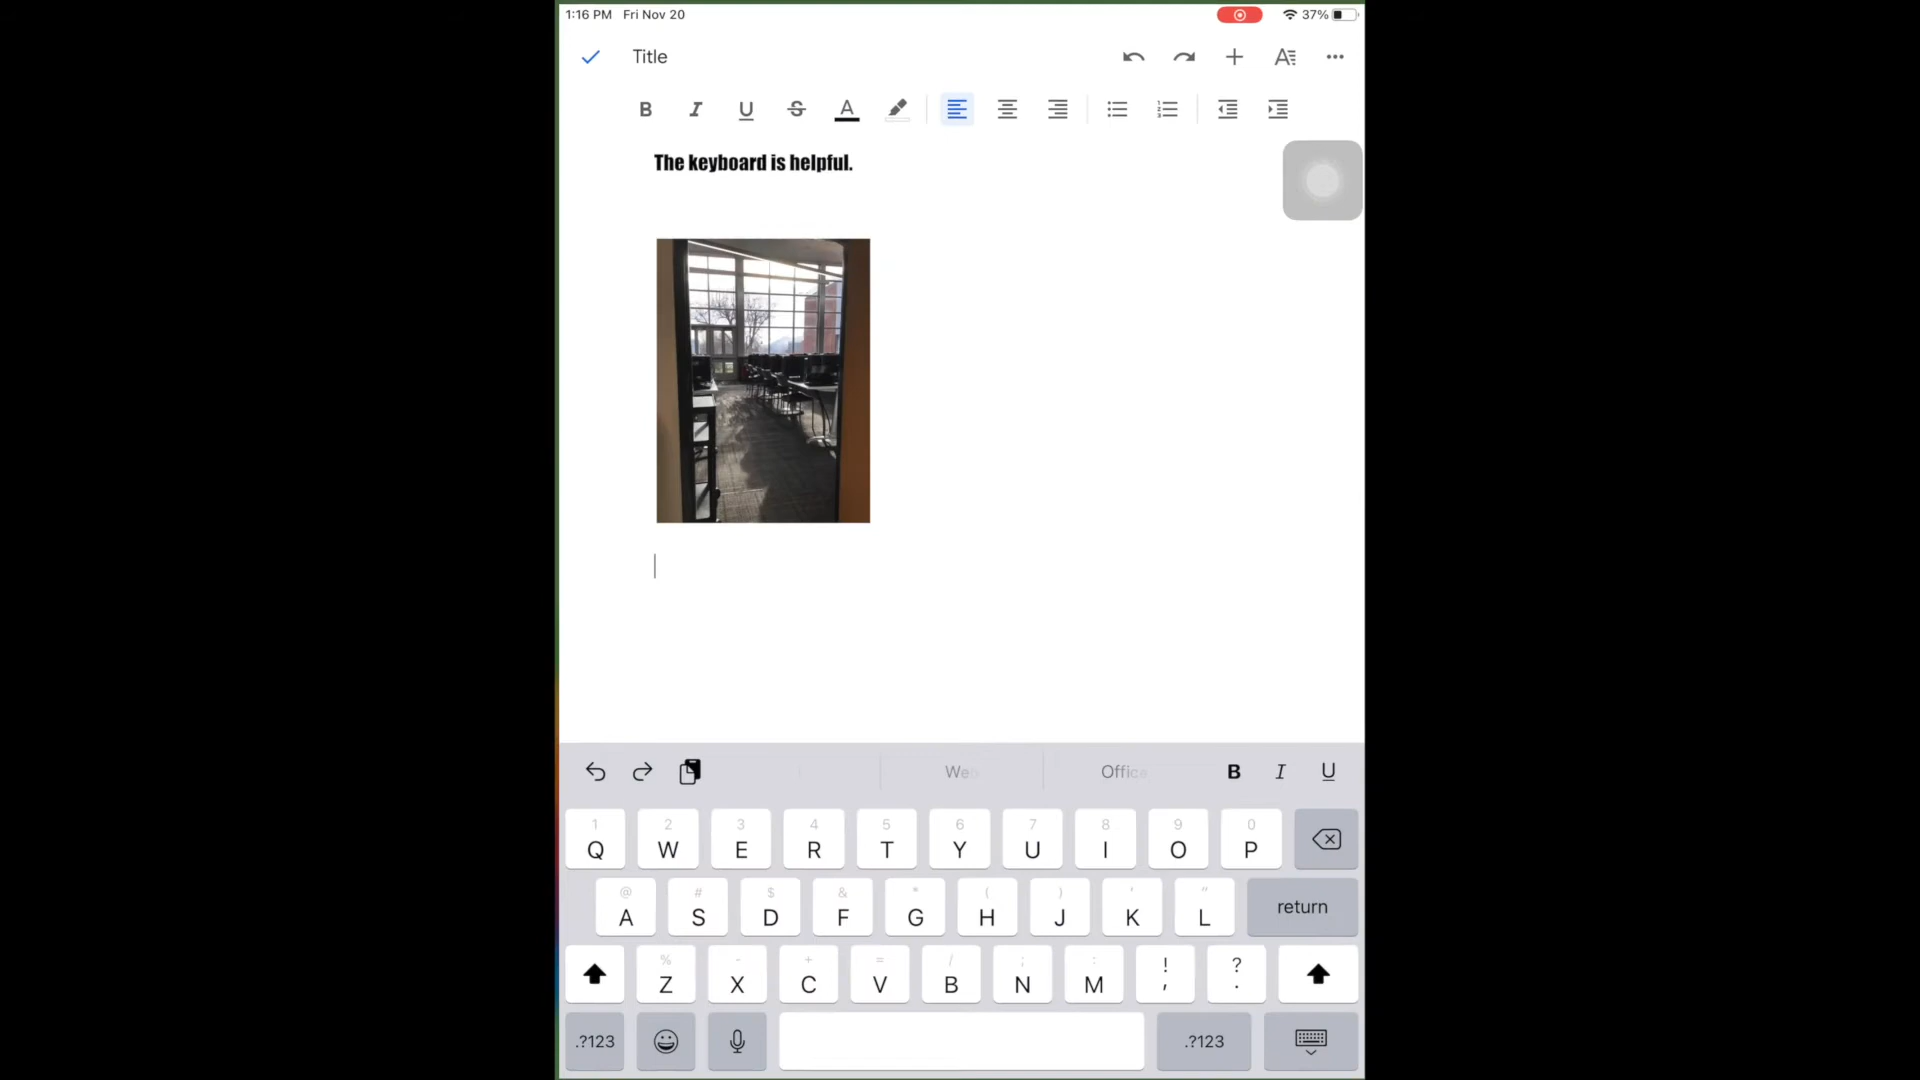 1:16 PM Fri Nov 20 37%
Title
B I U S A
The keyboard is helpful.
B I U
1 2 3 4 5 6 7 8 9 0
Q W E R T Y U I O P
@ # $ & * ( ) ' "
A S D F G H J K L return
% - + = / ; : ! ?
Z X C V B N M , .
.?123 .?123